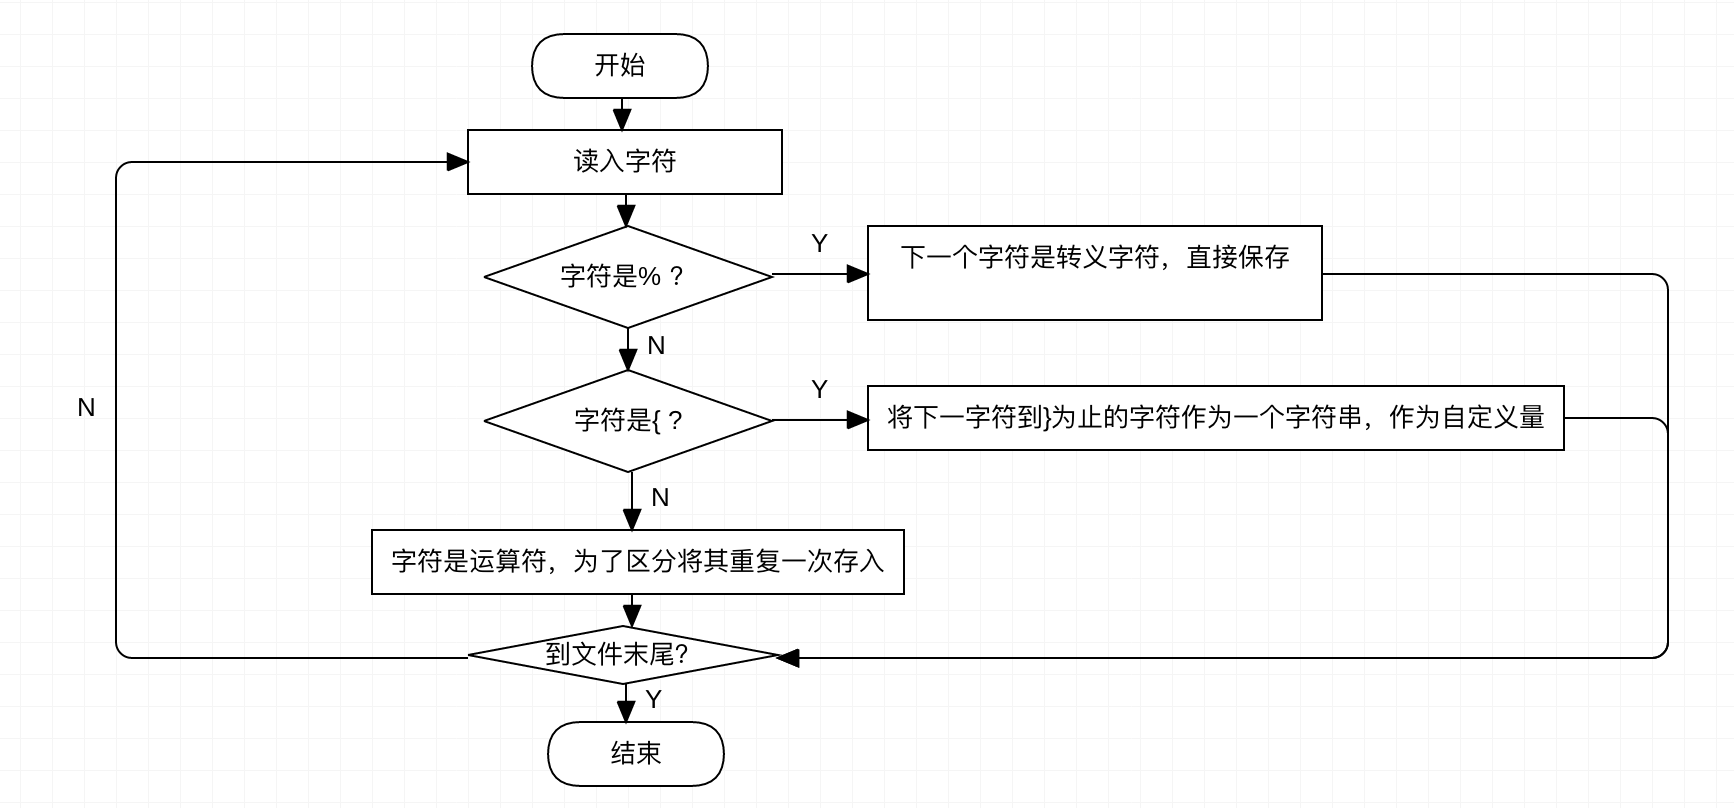 开始
读入字符
字符是% ?
Y
下一个字符是转义字符，直接保存
N
字符是{ ?
Y
将下一字符到}为止的字符作为一个字符串，作为自定义量
N
N
字符是运算符，为了区分将其重复一次存入
到文件末尾?
Y
结束